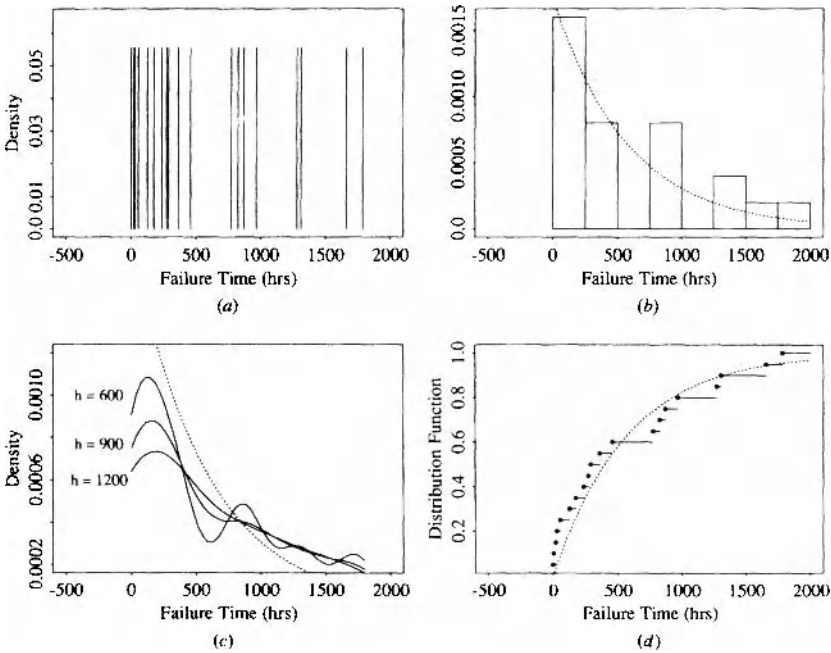 Density
0.05
0.03
0.01
0.0
-500 0 500 1000 1500 2000
Failure Time (hrs)
(a)
0.0015
0.0010
0.0005
0.0
-500 0 500 1000 1500 2000
Failure Time (hrs)
(b)
Density
0.0010
0.0006
0.0002
h = 600
h = 900
h = 1200
-500 0 500 1000 1500 2000
Failure Time (hrs)
(c)
Distribution Function
1.0
0.8
0.6
0.4
0.2
-500 0 500 1000 1500 2000
Failure Time (hrs)
(d)